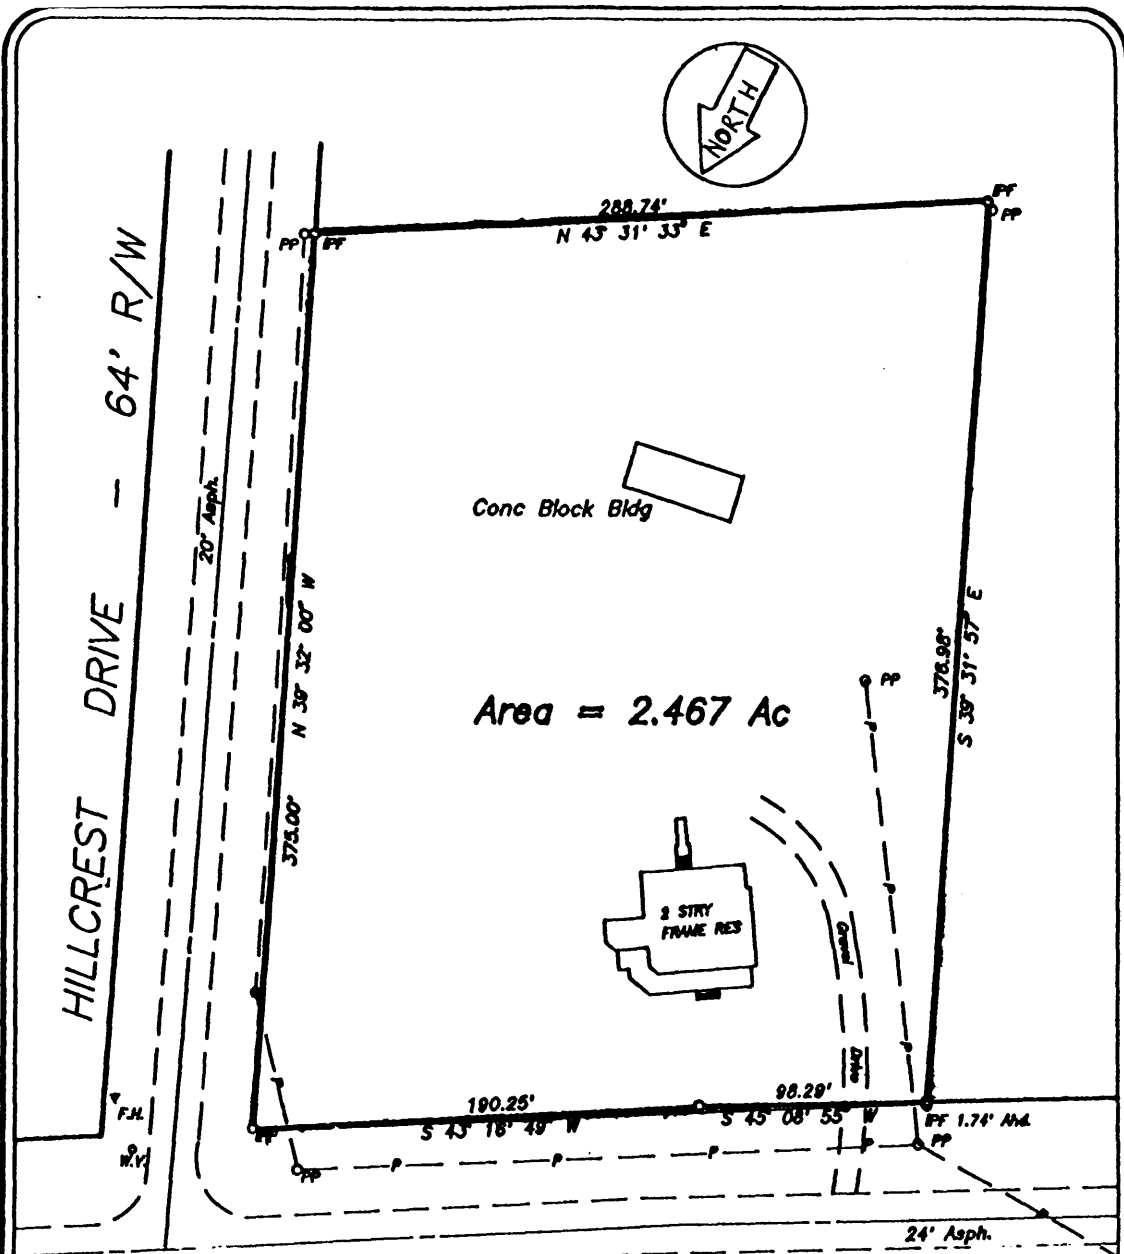 NORTH
IPF
PP
288.74'
N 43° 31' 33" E
PP
IPF
HILLCREST DRIVE - 64' R/W
20' Asph.
Conc Block Bldg
N 39° 32' 00" W
375.00'
376.98'
S 39° 31' 57" E
PP
Area = 2.467 Ac
P
P
2 STRY
FRAME RES
Gravel
Drive
P
P
F.H.
W.V.
190.25'
S 43° 18' 49" W
98.29'
S 45° 08' 55" W
IPF
IPF 1.74' Ahd.
PP
P
P
P
P
PP
24' Asph.